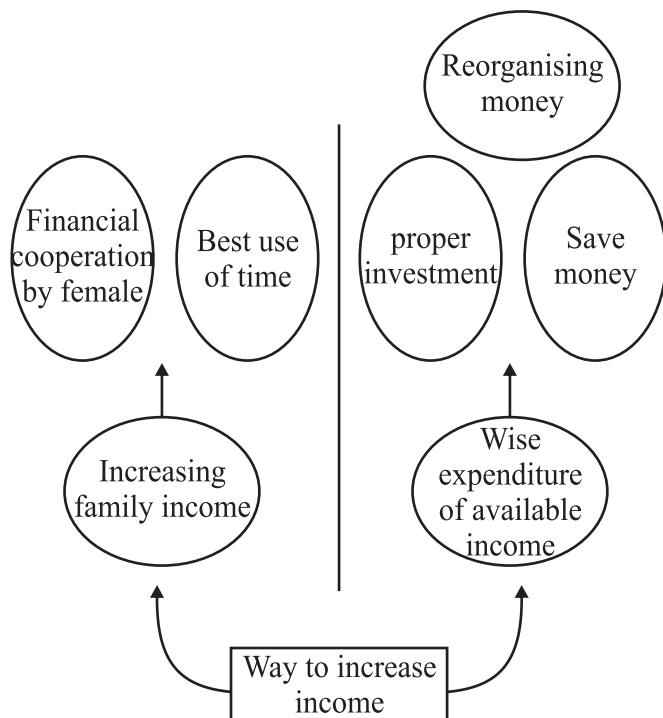 Reorganising
money
Financial
cooperation
by female
Best use
of time
proper
investment
Save
money
Increasing
family income
Wise
expenditure
of available
income
Way to increase
income